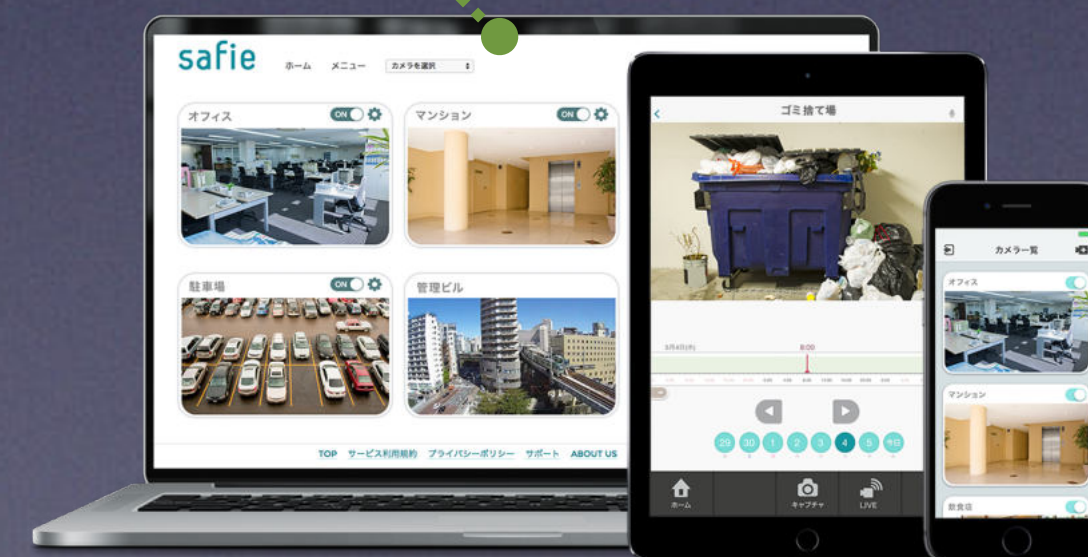 safie
ホーム メニュー カメラを選択
オフィス ON
マンション ON
駐車場 ON
管理ビル
TOP サービス利用規約 プライバシーポリシー サポート ABOUT US
ゴミ捨て場
8:00
29 30 1 2 3 4 5 今日
ホーム キャプチャ LIVE
カメラ一覧
オフィス
マンション
飲食店